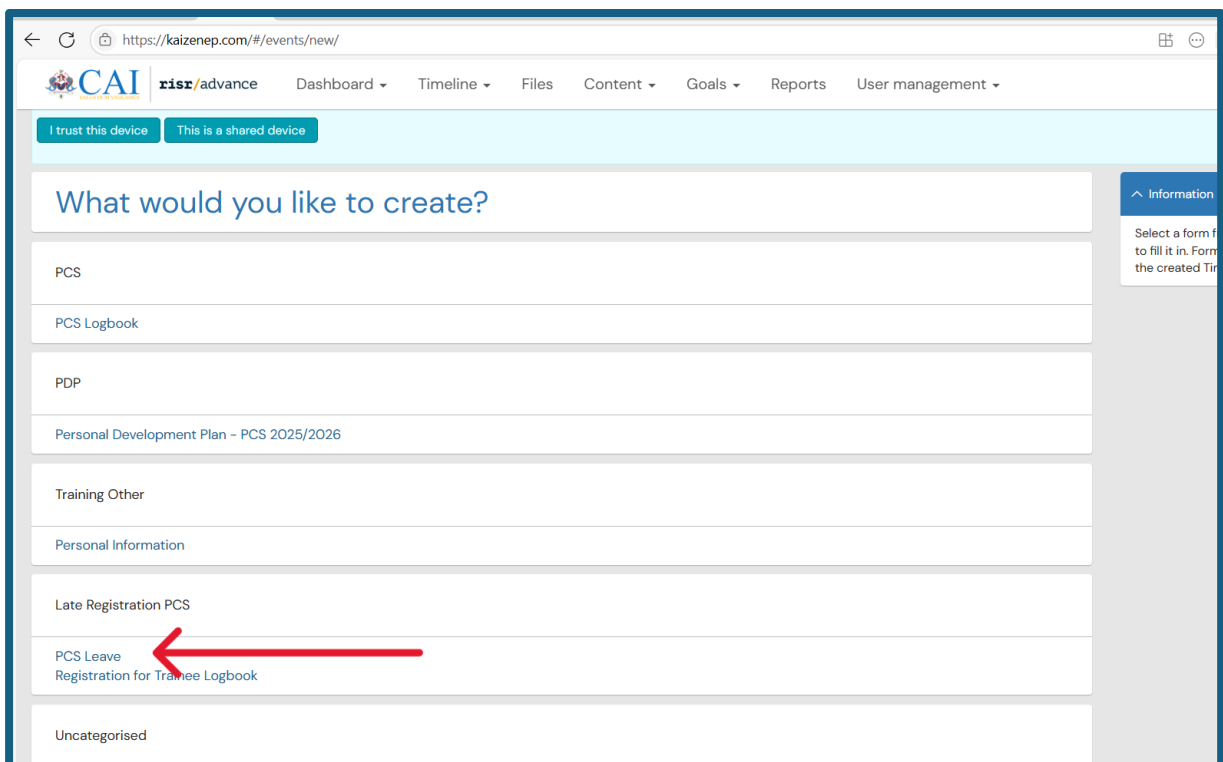 https://kaizenep.com/#/events/new/
CAI risr/advance Dashboard Timeline Files Content Goals Reports User management
I trust this device This is a shared device
What would you like to create?
Information
Select a form f
to fill it in. Form
the created Tir
PCS
PCS Logbook
PDP
Personal Development Plan - PCS 2025/2026
Training Other
Personal Information
Late Registration PCS
PCS Leave
Registration for Trainee Logbook
Uncategorised